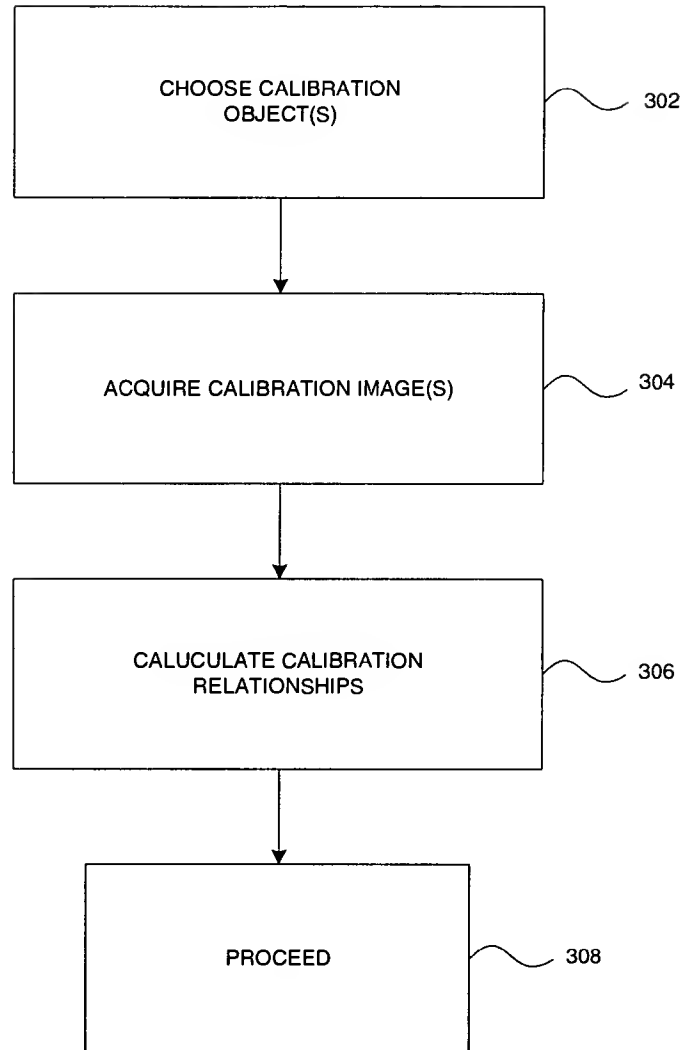 CHOOSE CALIBRATION
OBJECT(S)
302
ACQUIRE CALIBRATION IMAGE(S)
304
CALUCULATE CALIBRATION
RELATIONSHIPS
306
PROCEED
308